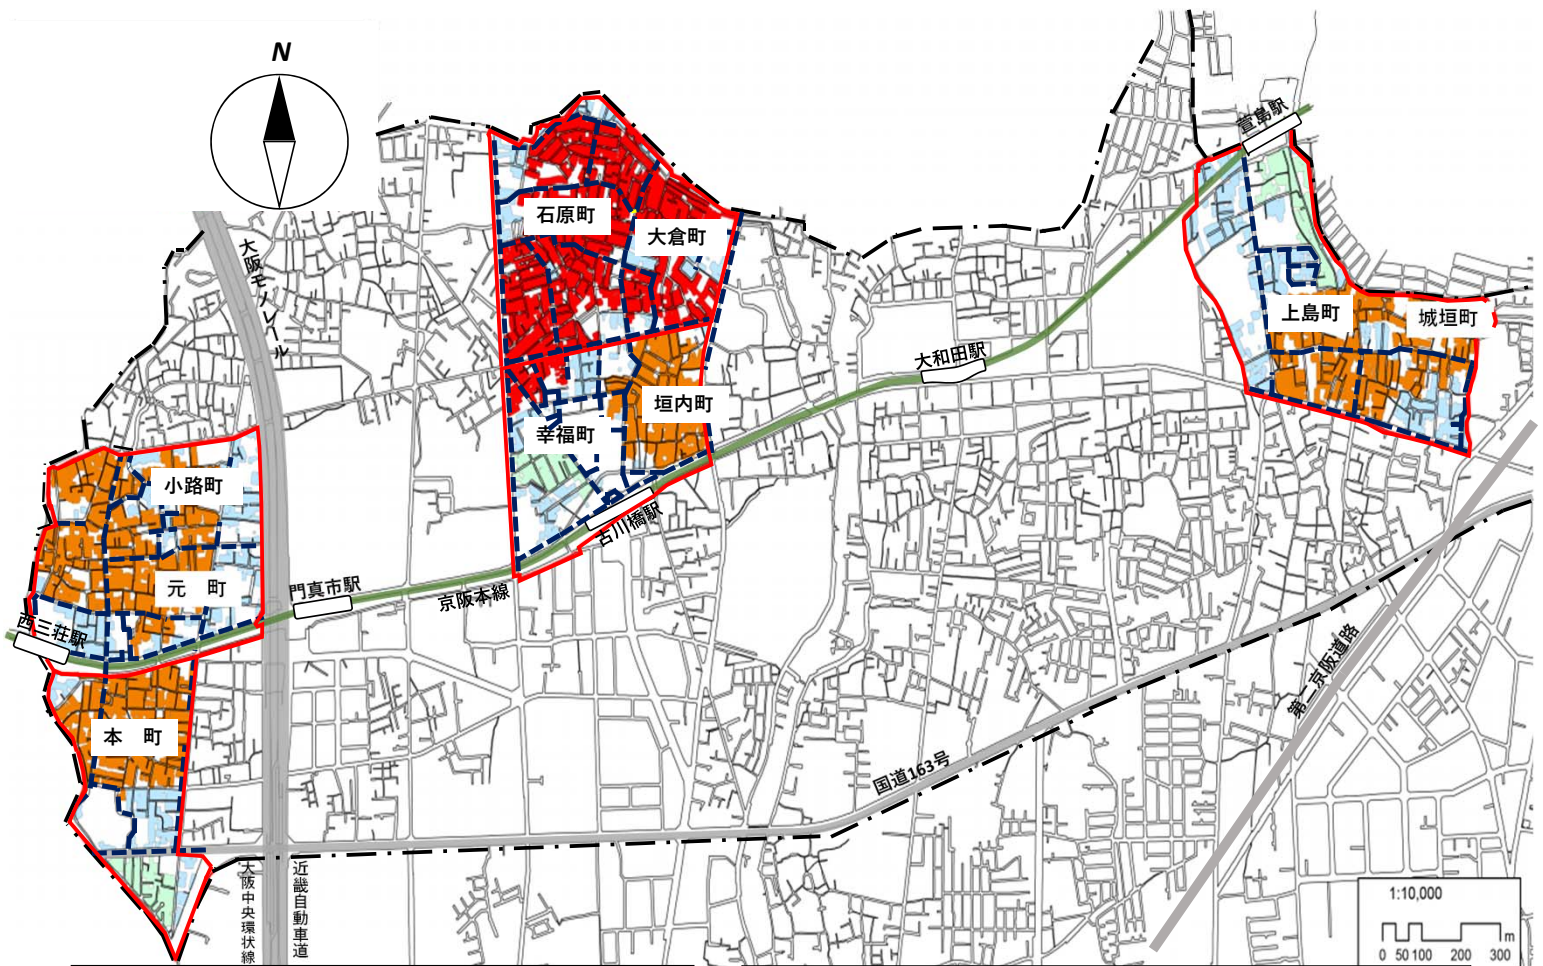 N
萱島駅
石原町
大倉町
大阪モノレール
上島町
城垣町
大和田駅
垣内町
幸福町
小路町
古川橋駅
元　町
門真市駅
京阪本線
西三荘駅
第二京阪道路
本　町
国道163号
大阪中央環状線
近畿自動車道
1:10,000
0 50 100 200 300 m